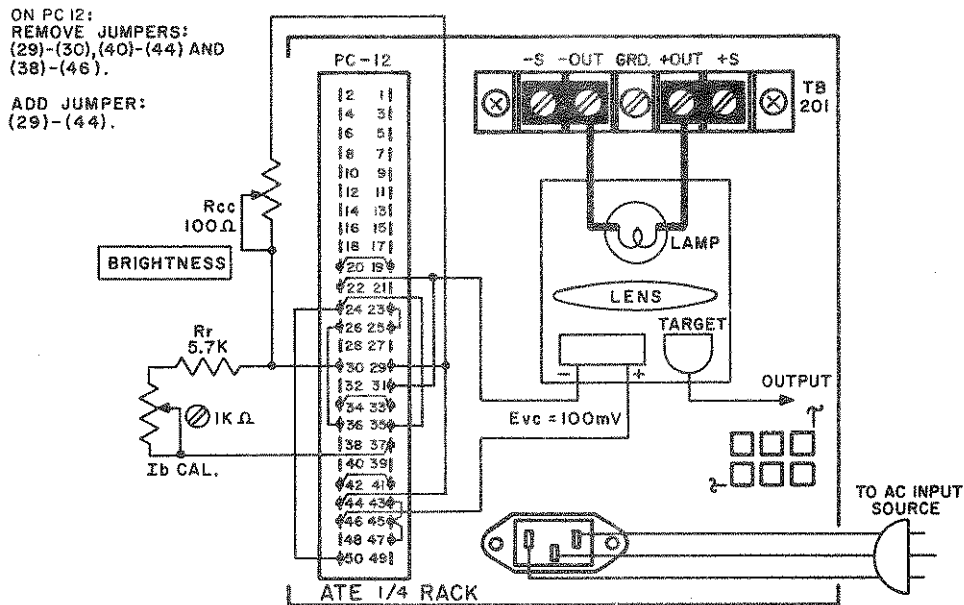 ON PC12:
REMOVE JUMPERS:
(29)-(30),(40)-(44) AND
(38)-(46).
ADD JUMPER:
(29)-(44).
PC-12
-S -OUT GRD. +OUT +S
TB
201
2 1
4 3
6 5
8 7
10 9
12 11
14 13
16 15
18 17
20 19
22 21
24 23
26 25
28 27
30 29
32 31
34 33
36 35
38 37
40 39
42 41
44 43
46 45
48 47
50 49
Rcc
100Ω
BRIGHTNESS
Rr
5.7K
1KΩ
Ib CAL.
LAMP
LENS
TARGET
- +
OUTPUT
Evc = 100mV
TO AC INPUT
SOURCE
ATE 1/4 RACK